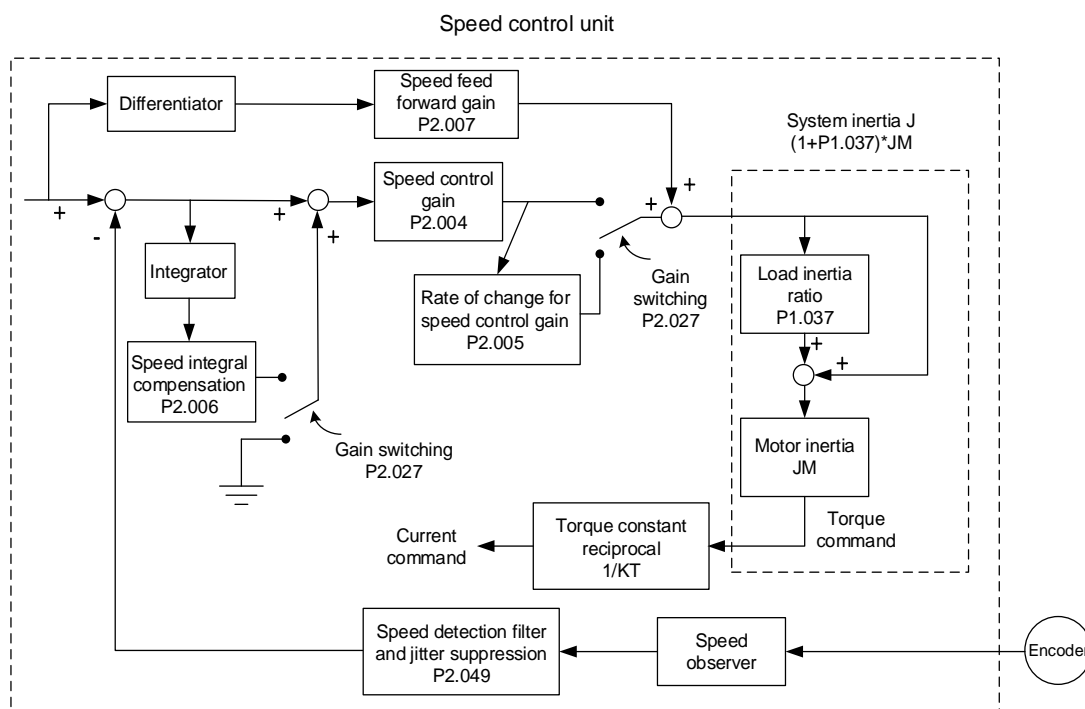 Speed control unit
Differentiator
Speed feed
forward gain
P2.007
System inertia J
(1+P1.037)*JM
+
-
+
+
Speed control
gain
P2.004
+
+
Integrator
Gain
switching
P2.027
Load inertia
ratio
P1.037
Rate of change for
speed control gain
P2.005
+
+
Speed integral
compensation
P2.006
Gain switching
P2.027
Motor inertia
JM
Current
command
Torque constant
reciprocal
1/KT
Torque
command
Speed detection filter
and jitter suppression
P2.049
Speed
observer
Encoder